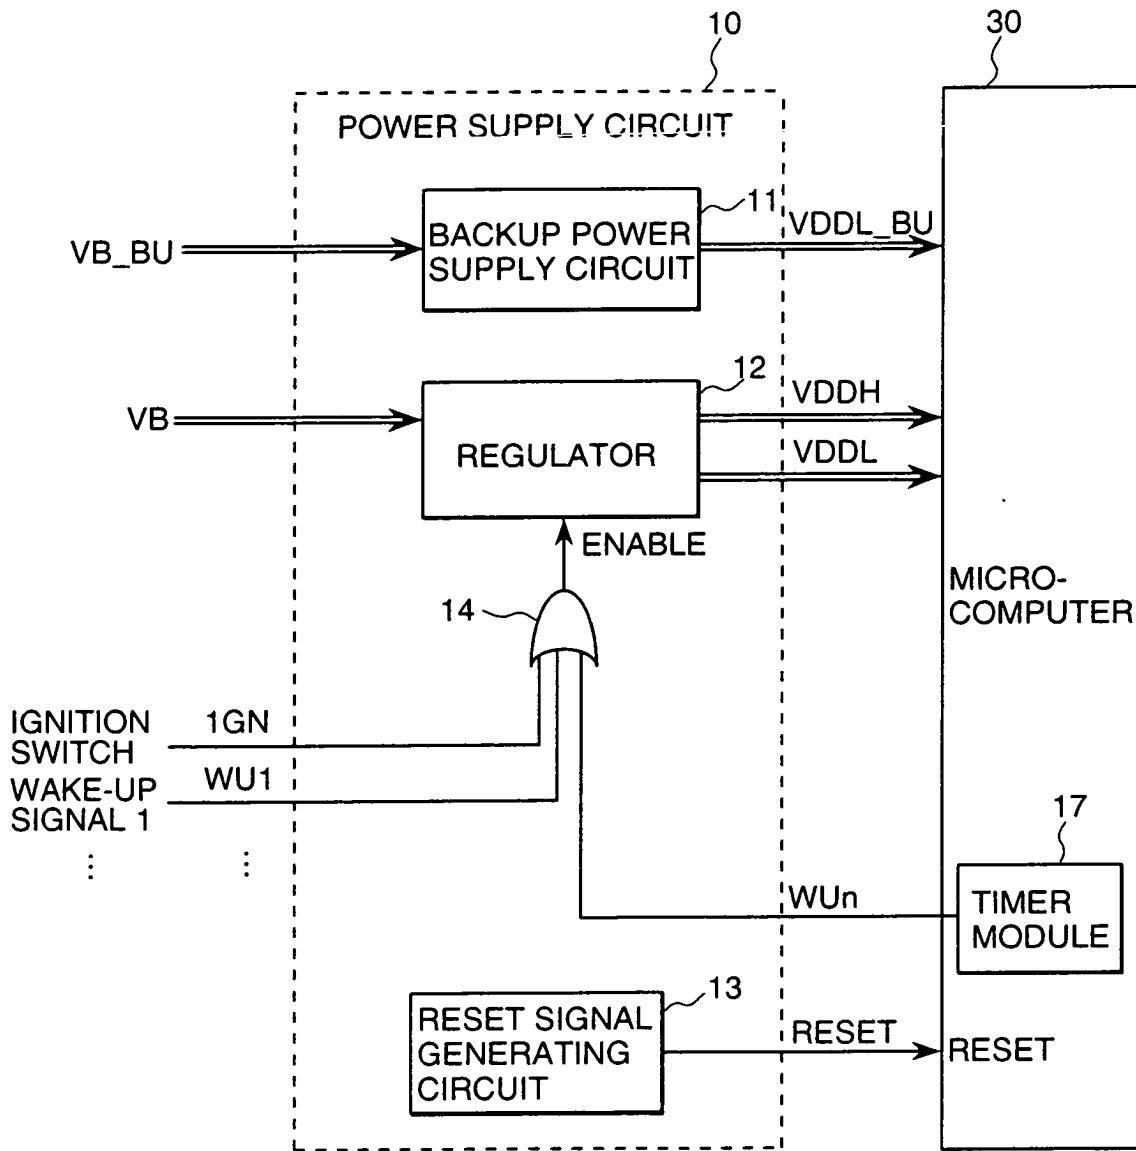 10
30
POWER SUPPLY CIRCUIT
11
VDDL_BU
VB_BU
BACKUP POWER
SUPPLY CIRCUIT
12
VDDH
VB
REGULATOR
VDDL
ENABLE
14
MICRO-
COMPUTER
IGNITION
SWITCH
1GN
WAKE-UP
SIGNAL 1
WU1
17
WUn
TIMER
MODULE
13
RESET SIGNAL
GENERATING
CIRCUIT
RESET
RESET